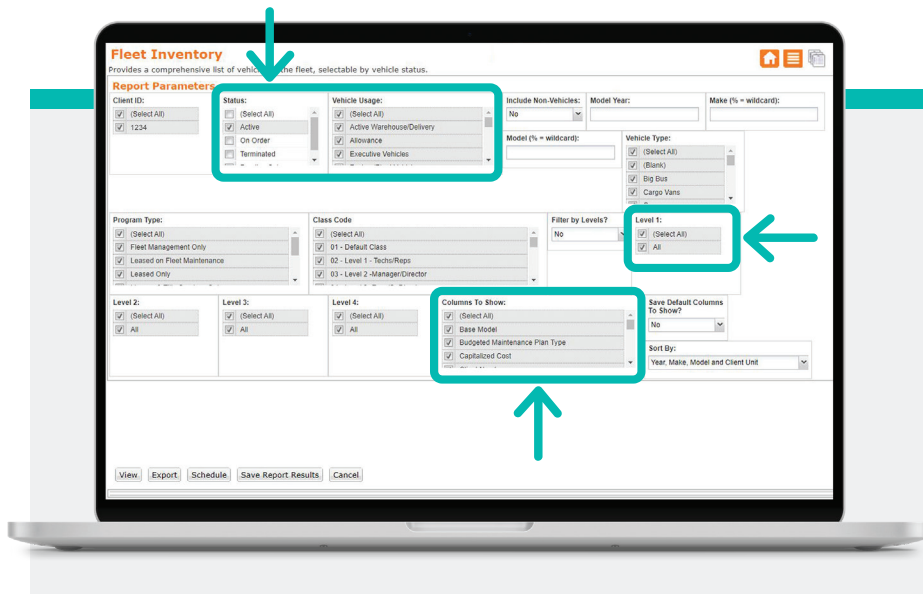 Fleet Inventory
Provides a comprehensive list of the fleet, selectable by vehicle status.
Report Parameters
Client ID:
(Select All)
1234
Status:
(Select All)
Active
On Order
Terminated
Vehicle Usage:
(Select All)
Active Warehouse/Delivery
Allowance
Executive Vehicles
Include Non-Vehicles:
No
Model Year:
Make (% = wildcard):
Model (% = wildcard):
Vehicle Type:
(Select All)
(Blank)
Big Bus
Cargo Vans
Program Type:
(Select All)
Fleet Management Only
Leased on Fleet Maintenance
Leased Only
Class Code
(Select All)
01 - Default Class
02 - Level 1 - Techs/Reps
03 - Level 2 -Manager/Director
Filter by Levels?
No
Level 1:
(Select All)
All
Level 2:
(Select All)
All
Level 3:
(Select All)
All
Level 4:
(Select All)
All
Columns To Show:
(Select All)
Base Model
Budgeted Maintenance Plan Type
Capitalized Cost
Save Default Columns
To Show?
No
Sort By:
Year, Make, Model and Client Unit
View
Export
Schedule
Save Report Results
Cancel